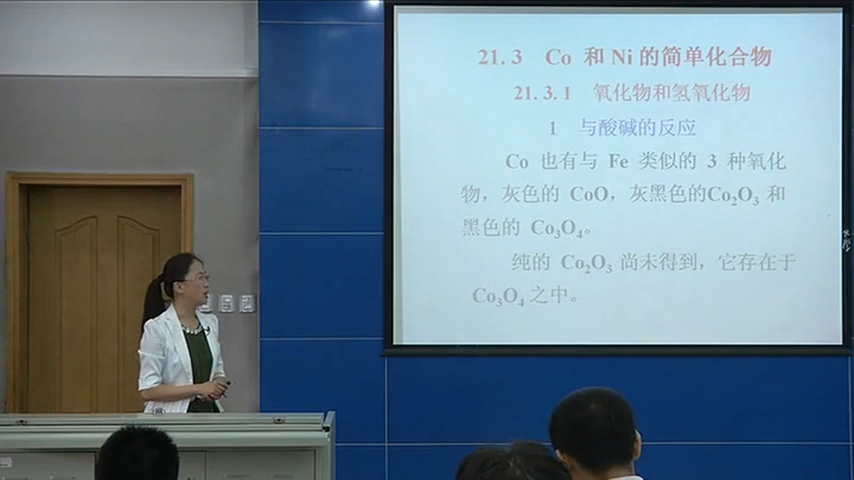 21.3 Co 和 Ni 的简单化合物
21.3.1 氧化物和氢氧化物
1 与酸碱的反应
Co 也有与 Fe 类似的 3 种氧化
物，灰色的 CoO，灰黑色的Co₂O₃ 和
黑色的 Co₃O₄。
纯的 Co₂O₃ 尚未得到，它存在于
Co₃O₄ 之中。